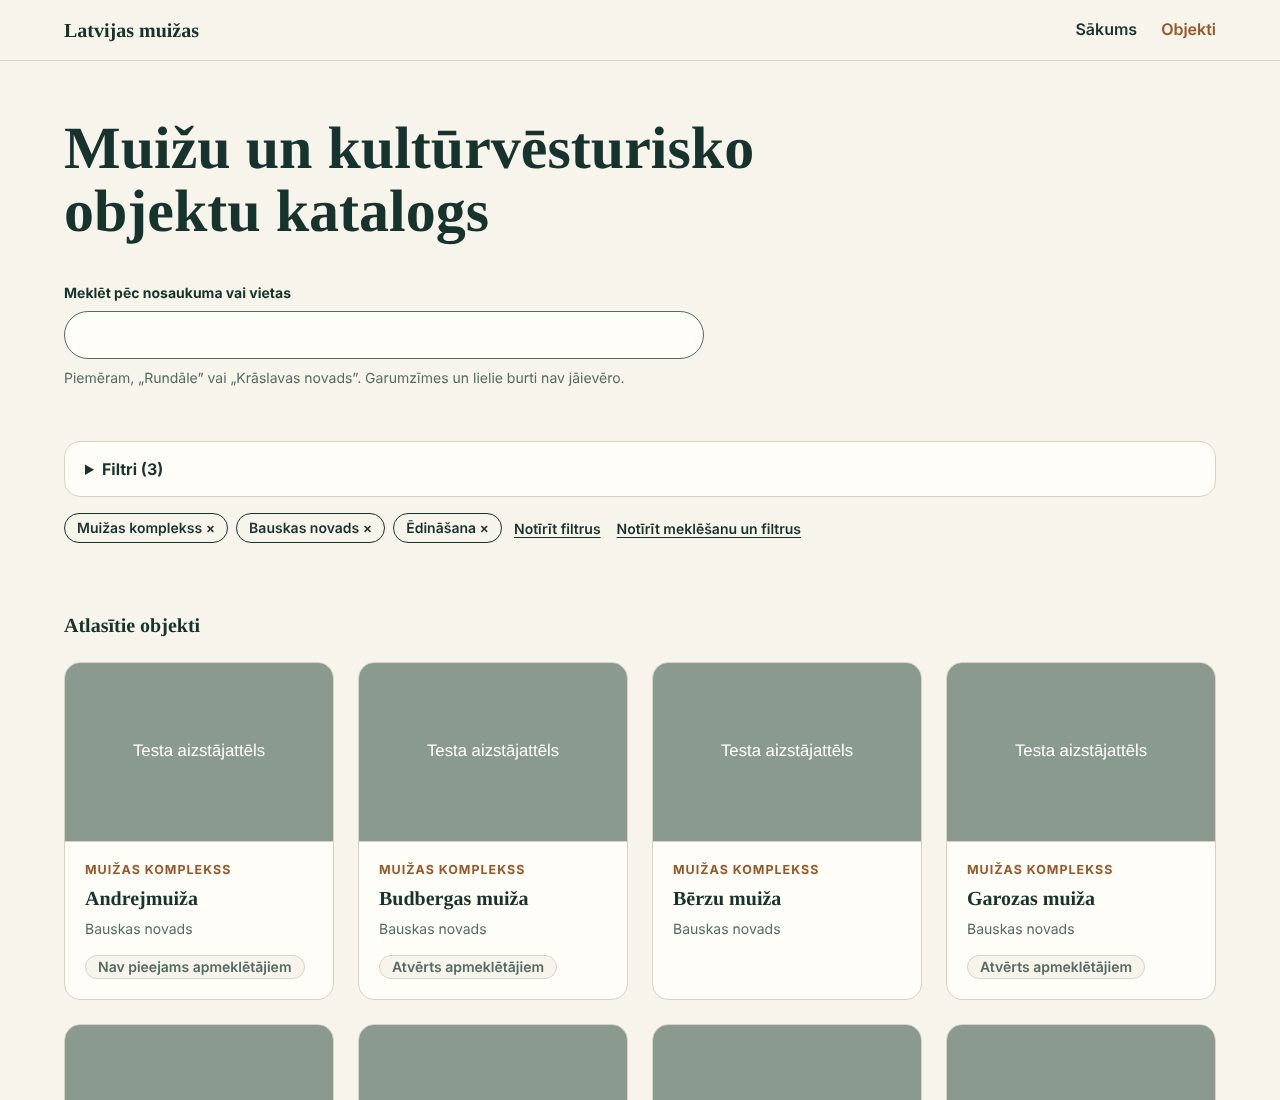 Latvijas muižas
Sākums
Objekti
Muižu un kultūrvēsturisko
objektu katalogs
Meklēt pēc nosaukuma vai vietas
Piemēram, „Rundāle” vai „Krāslavas novads”. Garumzīmes un lielie burti nav jāievēro.
Filtri (3)
Muižas komplekss ×
Bauskas novads ×
Ēdināšana ×
Notīrīt filtrus
Notīrīt meklēšanu un filtrus
Atlasītie objekti
Testa aizstājattēls
MUIŽAS KOMPLEKSS
Andrejmuiža
Bauskas novads
Nav pieejams apmeklētājiem
Testa aizstājattēls
MUIŽAS KOMPLEKSS
Budbergas muiža
Bauskas novads
Atvērts apmeklētājiem
Testa aizstājattēls
MUIŽAS KOMPLEKSS
Bērzu muiža
Bauskas novads
Testa aizstājattēls
MUIŽAS KOMPLEKSS
Garozas muiža
Bauskas novads
Atvērts apmeklētājiem